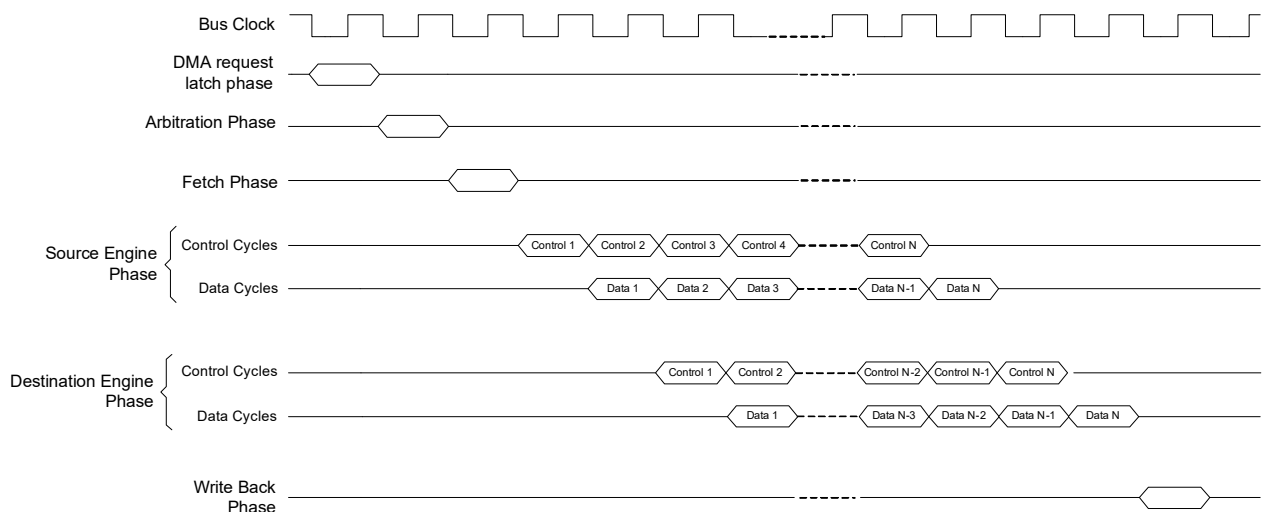 Bus Clock
DMA request
latch phase
Arbitration Phase
Fetch Phase
Source Engine
Phase
Control Cycles
Control 1 Control 2 Control 3 Control 4 Control N
Data Cycles
Data 1 Data 2 Data 3 Data N-1 Data N
Destination Engine
Phase
Control Cycles
Control 1 Control 2 Control N-2 Control N-1 Control N
Data Cycles
Data 1 Data N-3 Data N-2 Data N-1 Data N
Write Back
Phase